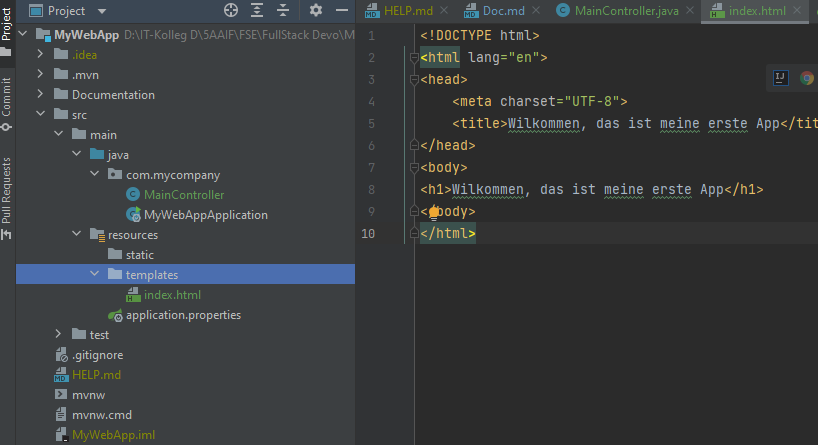 Project
HELP.md
Doc.md
MainController.java
index.html
MyWebApp D:\IT-Kolleg D\5AAIF\FSE\FullStack Devo\M
.idea
.mvn
Documentation
src
main
java
com.mycompany
MainController
MyWebAppApplication
resources
static
templates
index.html
application.properties
test
.gitignore
HELP.md
mvnw
mvnw.cmd
MyWebApp.iml
Project
Commit
Pull Requests
1 <!DOCTYPE html>
2 <html lang="en">
3 <head>
4 <meta charset="UTF-8">
5 <title>Wilkommen, das ist meine erste App</tit
6 </head>
7 <body>
8 <h1>Wilkommen, das ist meine erste App</h1>
9 </body>
10 </html>